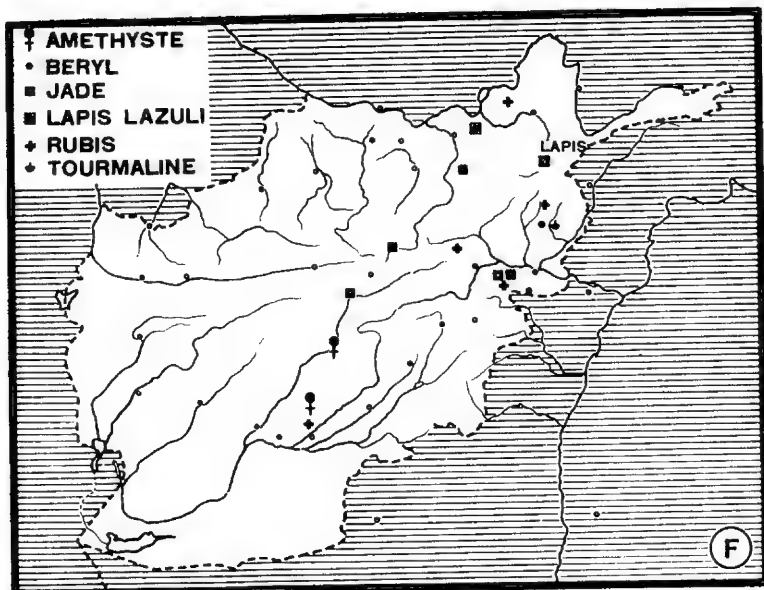 AMETHYSTE
BERYL
JADE
LAPIS LAZULI
RUBIS
TOURMALINE
LAPIS
F